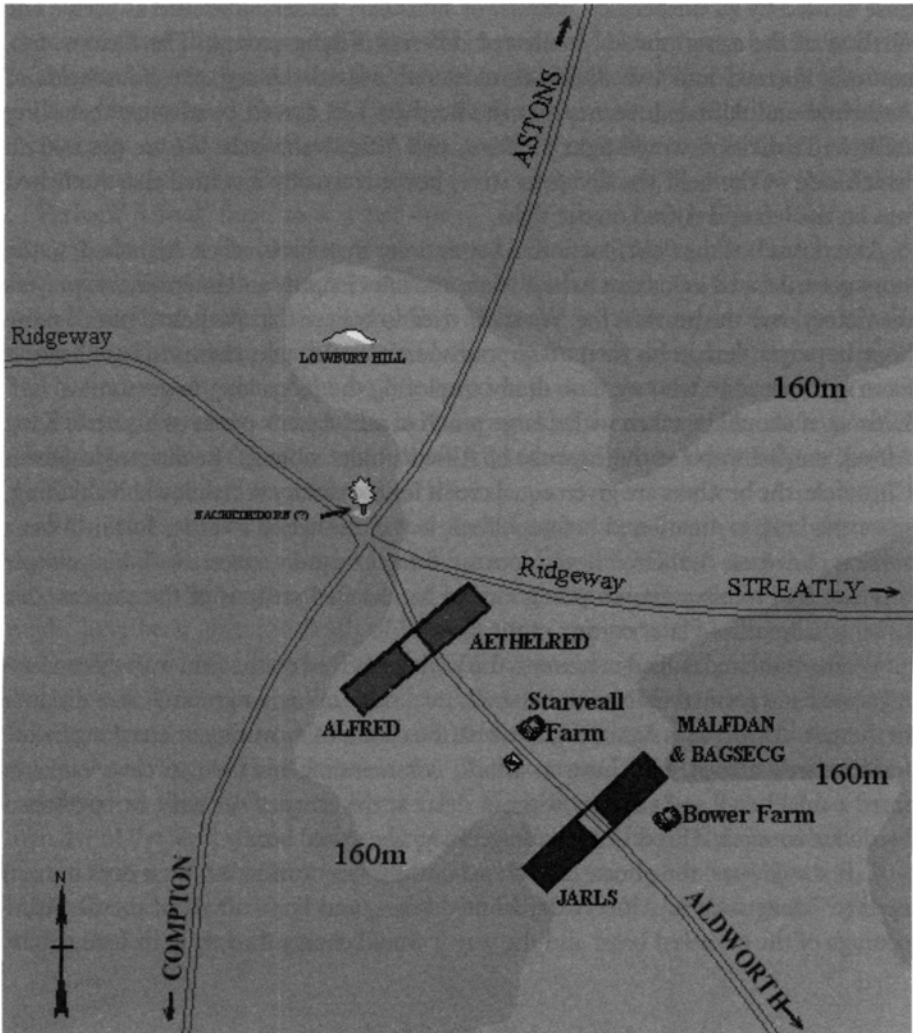 ASTONS
Ridgeway
LOWBURY HILL
160m
Ridgeway
STREATLY
AETHELRED
ALFRED
Starveall
Farm
MALFDAN
& BAGSECG
160m
Bower Farm
160m
JARLS
N
COMPTON
ALDWORTH